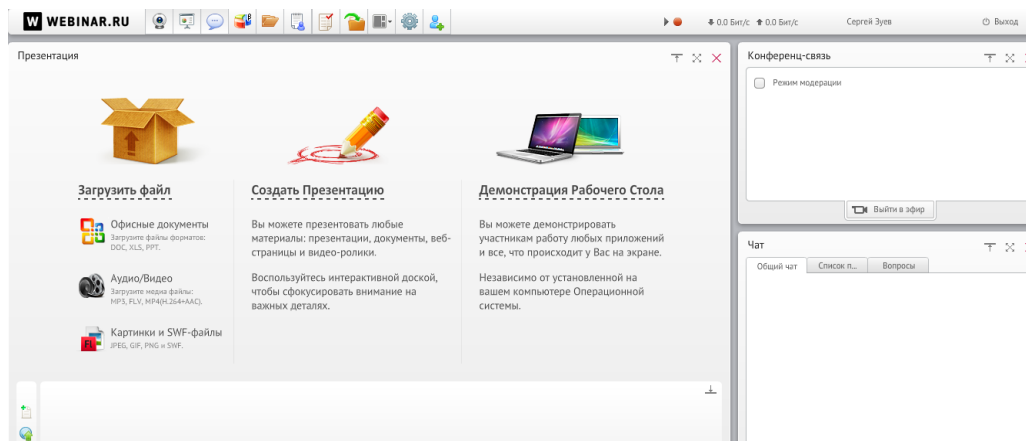 W WEBINAR.RU
0.0 Бит/с 0.0 Бит/с
Сергей Зуев
Выход
Презентация
Загрузить файл
Офисные документы
Загрузите файлы форматов:
DOC, XLS, PPT.
Аудио/Видео
Загрузите медиа файлы:
MP3, FLV, MP4(H.264+AAC).
Картинки и SWF-файлы
JPEG, GIF, PNG и SWF.
Создать Презентацию
Вы можете презентовать любые
материалы: презентации, документы, веб-
страницы и видео-ролики.
Воспользуйтесь интерактивной доской,
чтобы сфокусировать внимание на
важных деталях.
Демонстрация Рабочего Стола
Вы можете демонстрировать
участникам работу любых приложений
и все, что происходит у Вас на экране.
Независимо от установленной на
вашем компьютере Операционной
системы.
Конференц-связь
Режим модерации
Выйти в эфир
Чат
Общий чат Список п... Вопросы